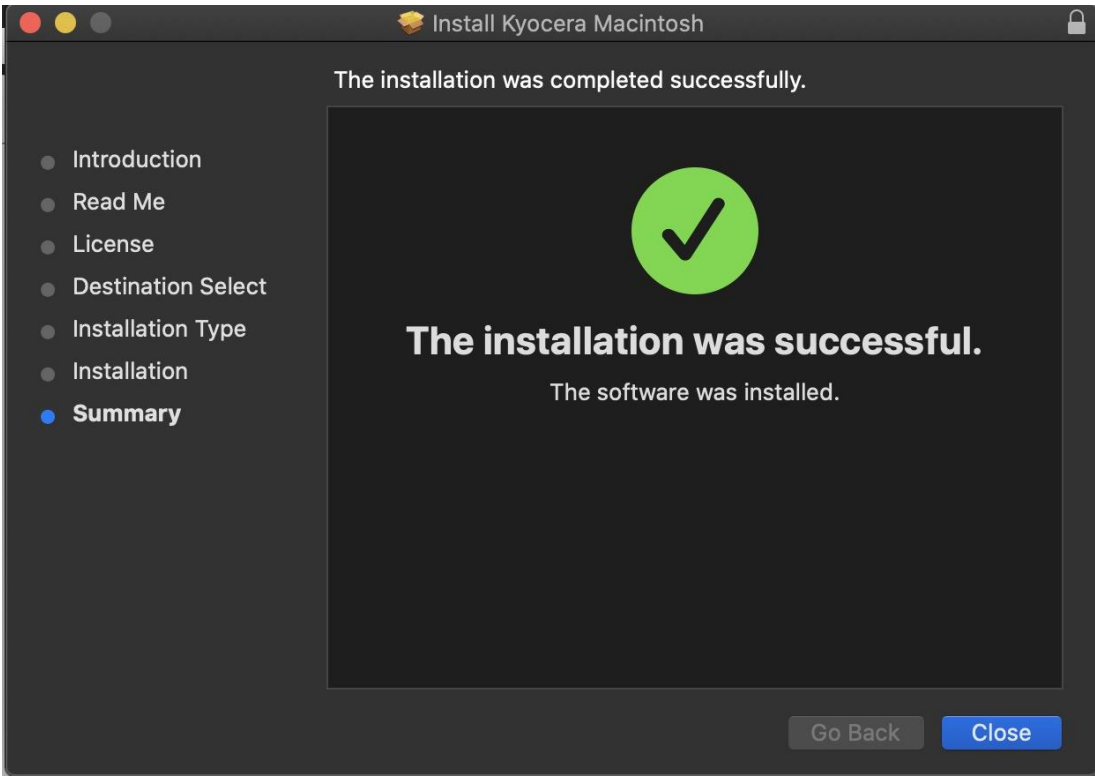 Install Kyocera Macintosh
The installation was completed successfully.
Introduction
Read Me
License
Destination Select
Installation Type
Installation
Summary
The installation was successful.
The software was installed.
Go Back
Close